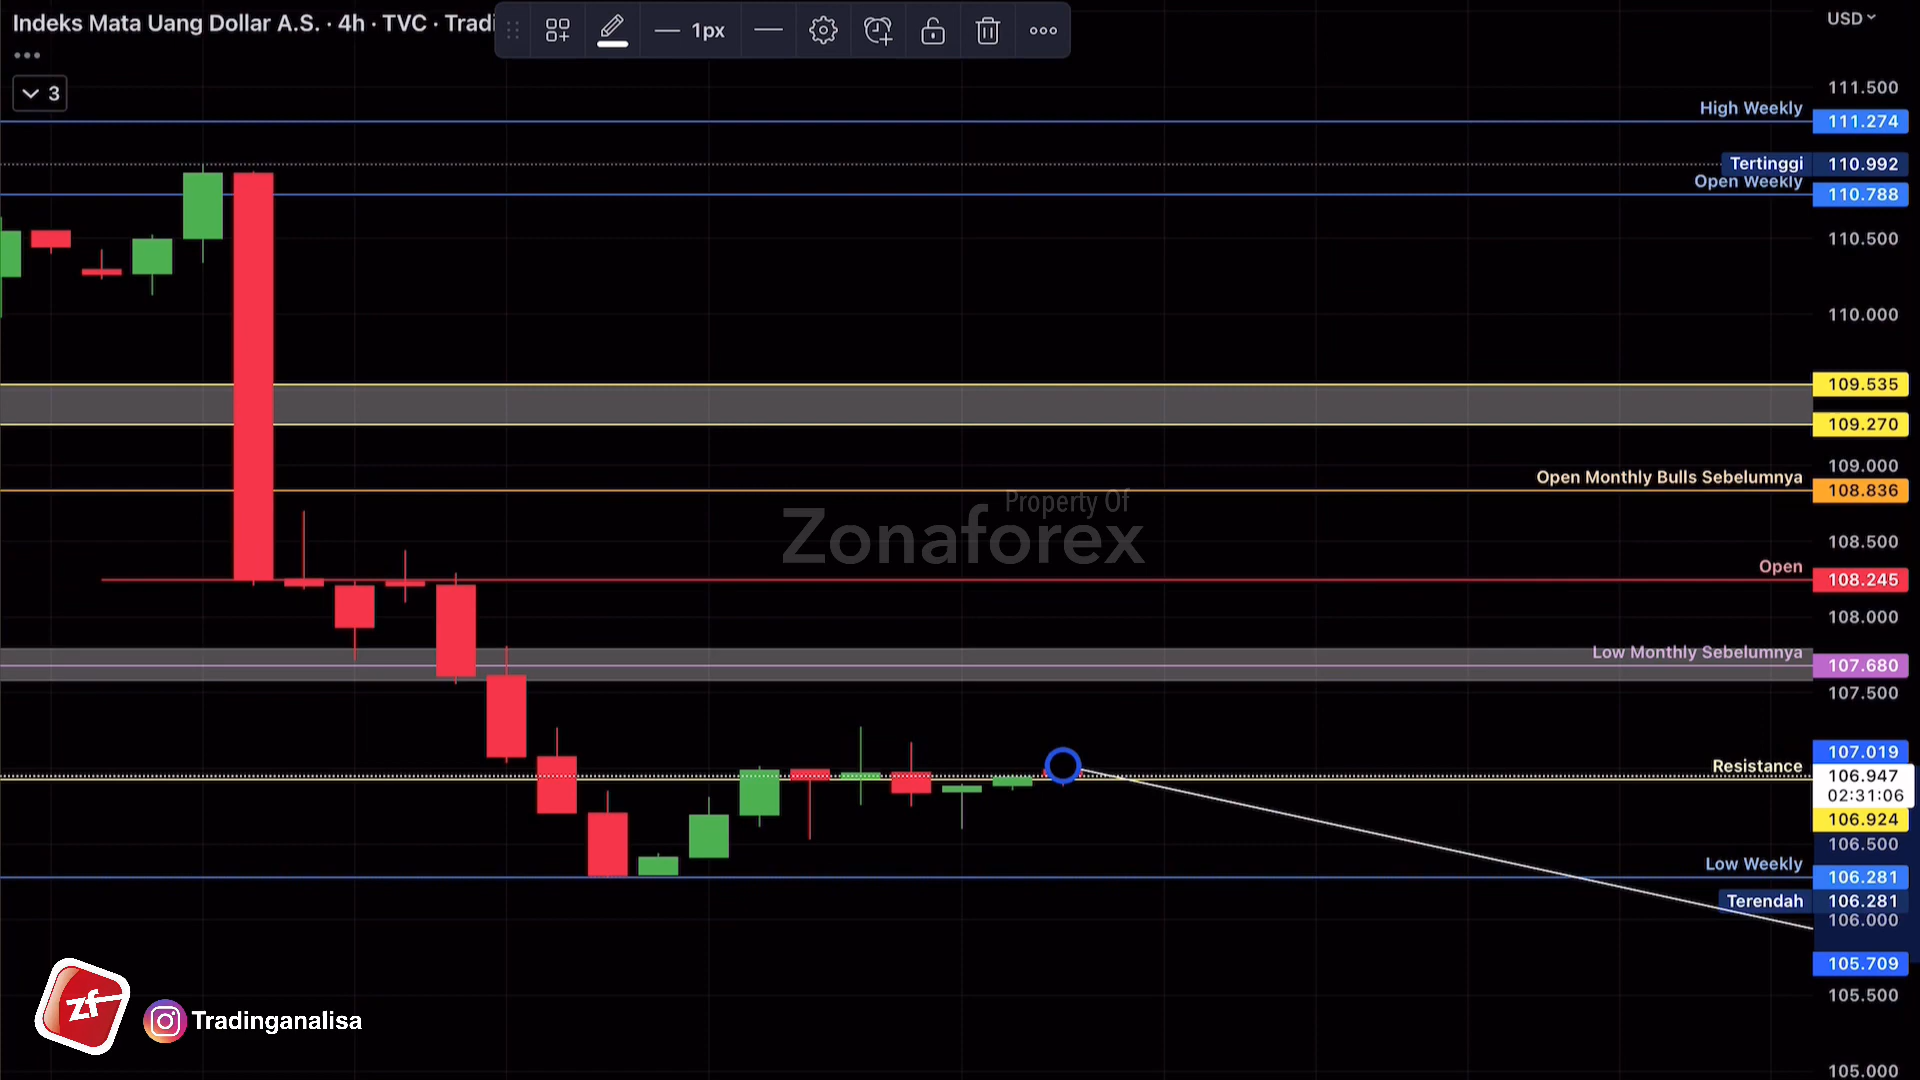 Indeks Mata Uang Dollar A.S. · 4h · TVC · Tradi
1px
USD
3
111.500
High Weekly
111.274
Tertinggi 110.992
Open Weekly
110.788
110.500
110.000
109.535
109.270
109.000
Open Monthly Bulls Sebelumnya
108.836
Property Of
Zonaforex
108.500
Open
108.245
108.000
Low Monthly Sebelumnya
107.680
107.500
107.019
Resistance
106.947
02:31:06
106.924
106.500
Low Weekly
106.281
Terendah 106.281
106.000
105.709
105.500
105.000
zf
Tradinganalisa